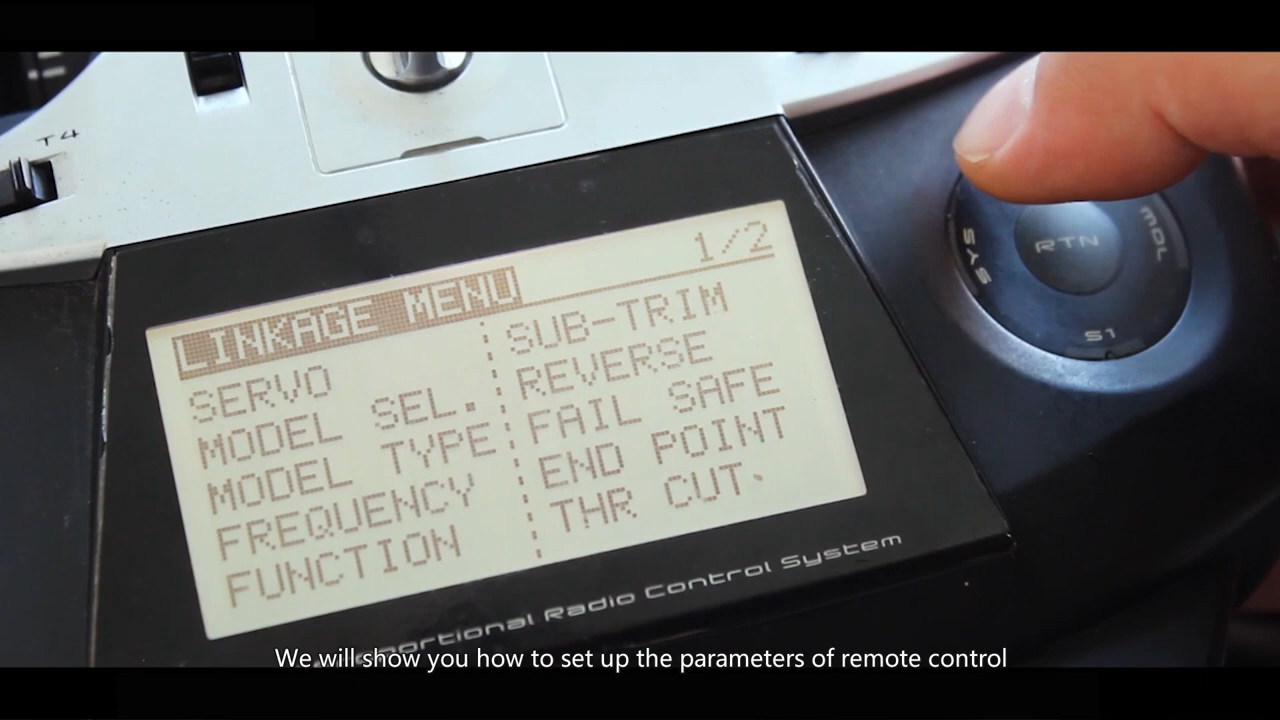 T4
LINKAGE MENU 1/2
SERVO
MODEL SEL.
MODEL TYPE
FREQUENCY
FUNCTION
SUB-TRIM
REVERSE
FAIL SAFE
END POINT
THR CUT
RTN
SYS
MDL
S1
Radio Control System
We will show you how to set up the parameters of remote control